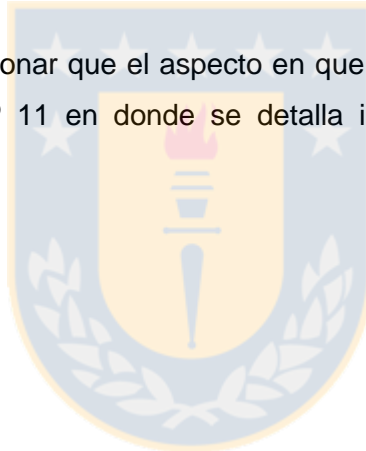 onar que el aspecto en que
11 en donde se detalla i